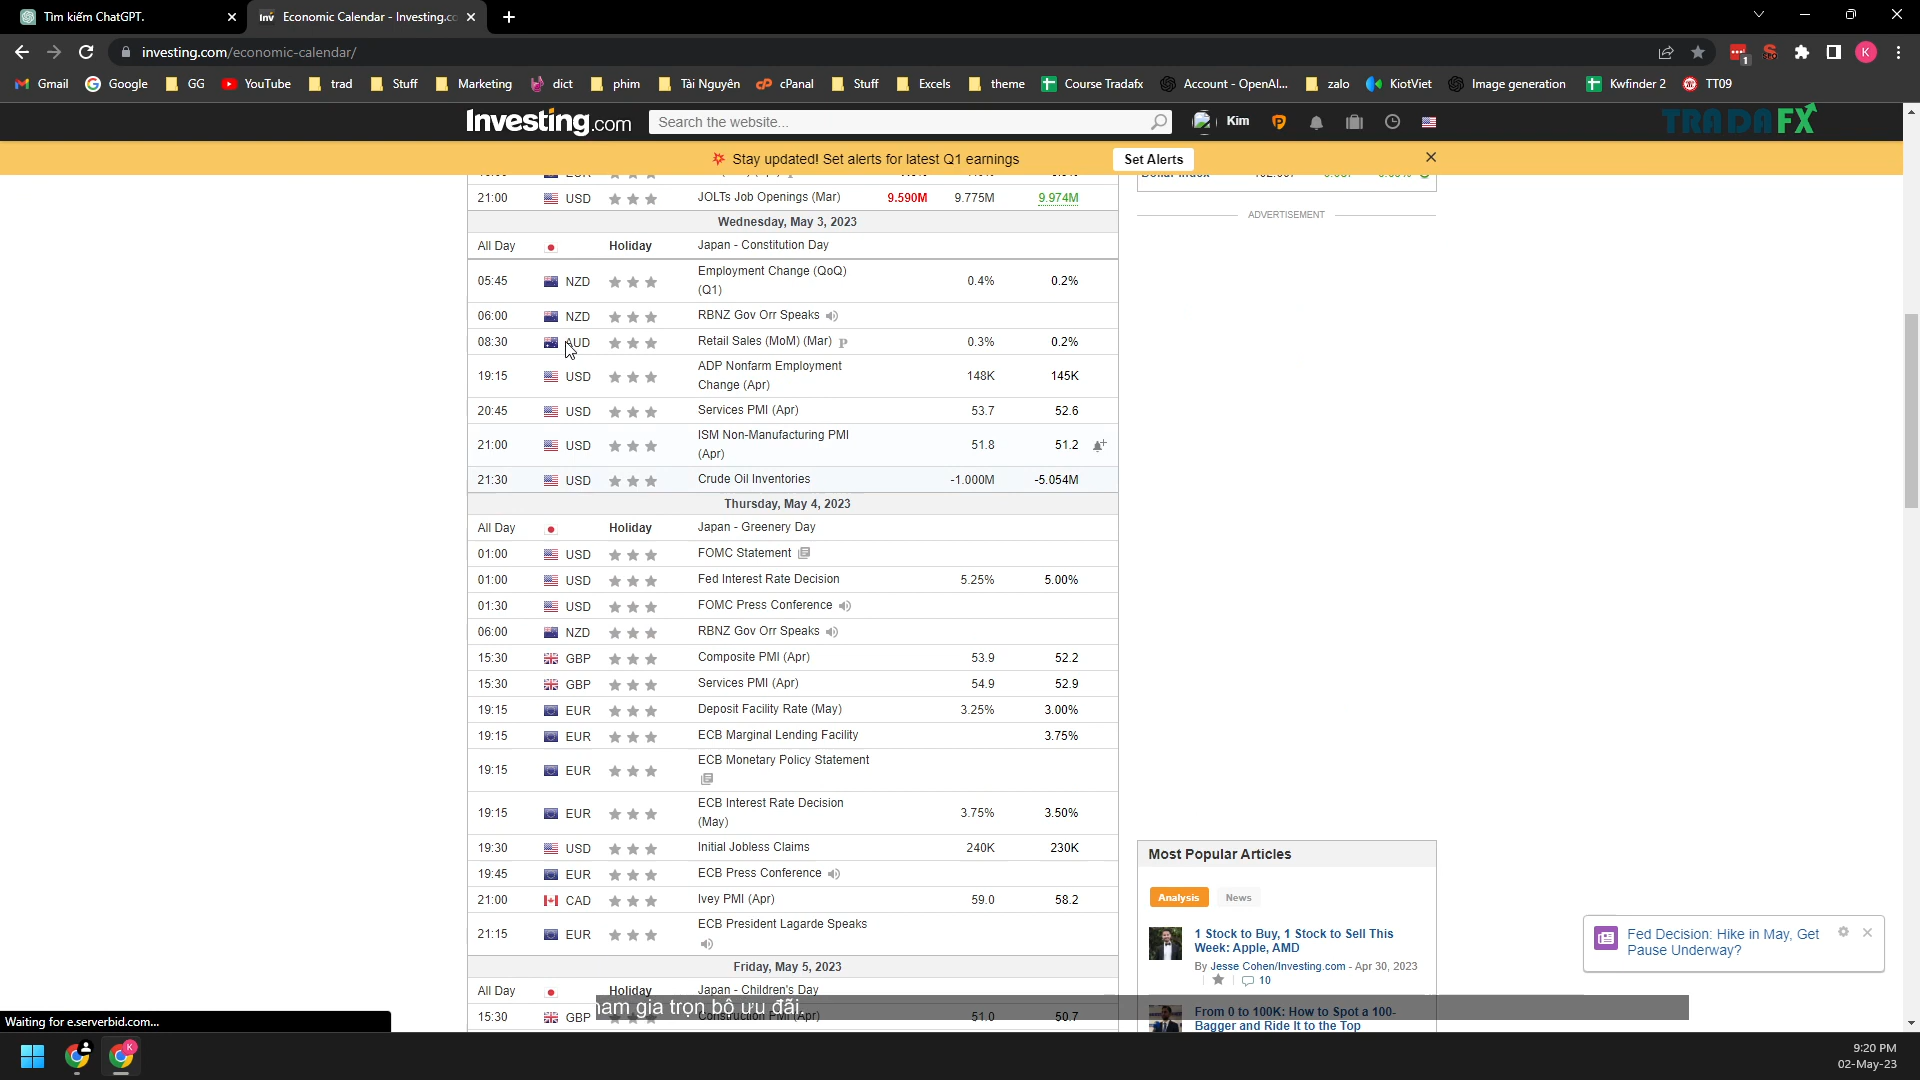 Tìm kiếm ChatGPT.
Economic Calendar - Investing.co
investing.com/economic-calendar/
Gmail
Google
GG
YouTube
trad
Stuff
Marketing
dict
phim
Tài Nguyên
cPanal
Stuff
Excels
theme
Course Tradafx
Account - OpenAI...
zalo
KiotViet
Image generation
Kwfinder 2
TT09
Investing.com
Search the website...
Kim
TRADAFX
Stay updated! Set alerts for latest Q1 earnings
Set Alerts
21:00 USD JOLTs Job Openings (Mar) 9.590M 9.775M 9.974M
Wednesday, May 3, 2023
All Day Holiday Japan - Constitution Day
05:45 NZD Employment Change (QoQ) 0.4% 0.2%
(Q1)
06:00 NZD RBNZ Gov Orr Speaks
08:30 AUD Retail Sales (MoM) (Mar) P 0.3% 0.2%
19:15 USD ADP Nonfarm Employment 148K 145K
Change (Apr)
20:45 USD Services PMI (Apr) 53.7 52.6
21:00 USD ISM Non-Manufacturing PMI 51.8 51.2
(Apr)
21:30 USD Crude Oil Inventories -1.000M -5.054M
Thursday, May 4, 2023
All Day Holiday Japan - Greenery Day
01:00 USD FOMC Statement
01:00 USD Fed Interest Rate Decision 5.25% 5.00%
01:30 USD FOMC Press Conference
06:00 NZD RBNZ Gov Orr Speaks
15:30 GBP Composite PMI (Apr) 53.9 52.2
15:30 GBP Services PMI (Apr) 54.9 52.9
19:15 EUR Deposit Facility Rate (May) 3.25% 3.00%
19:15 EUR ECB Marginal Lending Facility 3.75%
19:15 EUR ECB Monetary Policy Statement
19:15 EUR ECB Interest Rate Decision 3.75% 3.50%
(May)
19:30 USD Initial Jobless Claims 240K 230K
19:45 EUR ECB Press Conference
21:00 CAD Ivey PMI (Apr) 59.0 58.2
21:15 EUR ECB President Lagarde Speaks
Friday, May 5, 2023
All Day Holiday Japan - Children's Day
15:30 GBP Construction PMI (Apr) 51.0 50.7
ADVERTISEMENT
Most Popular Articles
Analysis
News
1 Stock to Buy, 1 Stock to Sell This
Week: Apple, AMD
By Jesse Cohen/Investing.com - Apr 30, 2023
10
From 0 to 100K: How to Spot a 100-
Bagger and Ride It to the Top
Fed Decision: Hike in May, Get
Pause Underway?
gia trọn bộ ưu đãi.
Waiting for e.serverbid.com...
9:20 PM
02-May-23